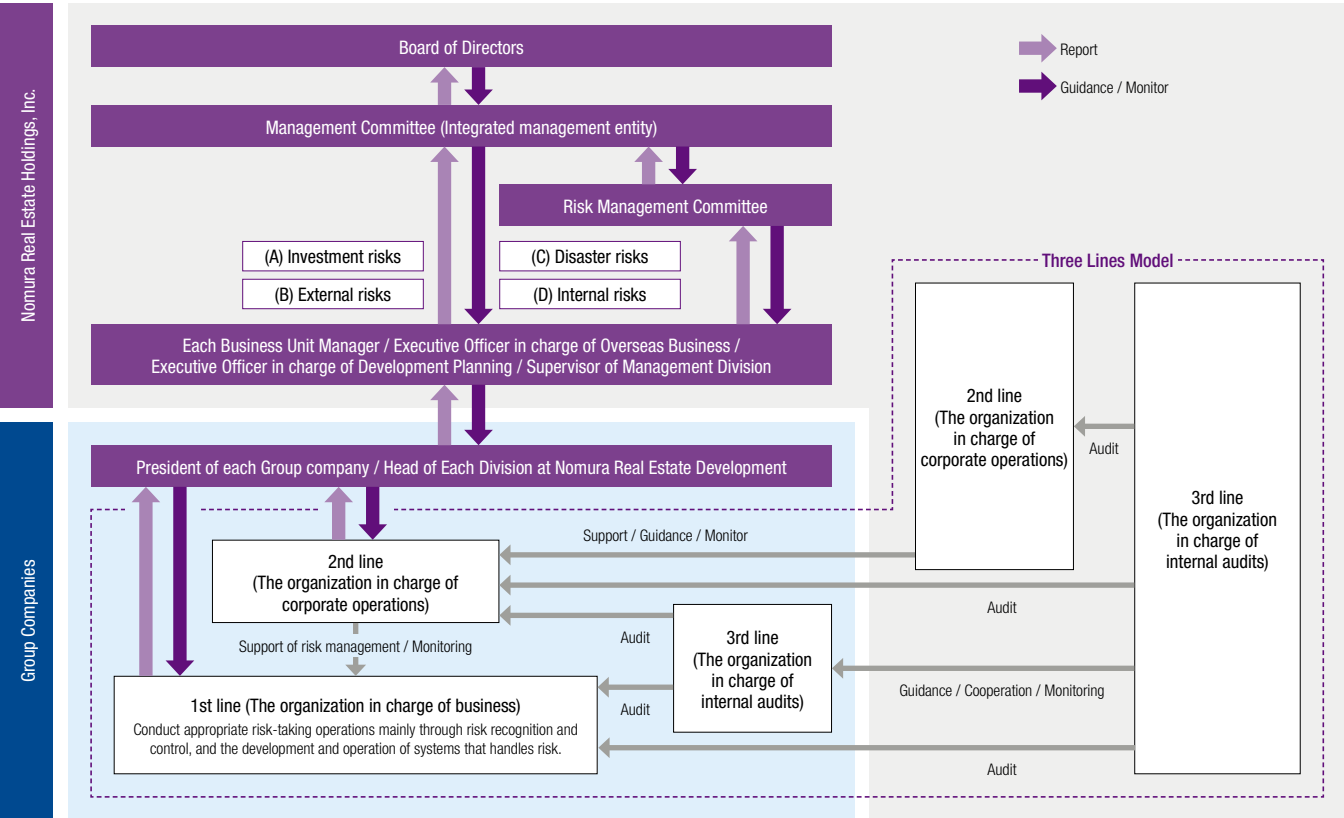 Nomura Real Estate Holdings, Inc.
Board of Directors
Report
Guidance / Monitor
Management Committee (Integrated management entity)
Risk Management Committee
(A) Investment risks
(B) External risks
(C) Disaster risks
(D) Internal risks
Each Business Unit Manager / Executive Officer in charge of Overseas Business /
Executive Officer in charge of Development Planning / Supervisor of Management Division
Three Lines Model
2nd line
(The organization
in charge of
corporate operations)
Audit
3rd line
(The organization
in charge of
internal audits)
Group Companies
President of each Group company / Head of Each Division at Nomura Real Estate Development
Support / Guidance / Monitor
2nd line
(The organization in charge of
corporate operations)
Audit
Audit
Support of risk management / Monitoring
3rd line
(The organization
in charge of
internal audits)
Guidance / Cooperation / Monitoring
Audit
1st line (The organization in charge of business)
Conduct appropriate risk-taking operations mainly through risk recognition and
control, and the development and operation of systems that handles risk.
Audit